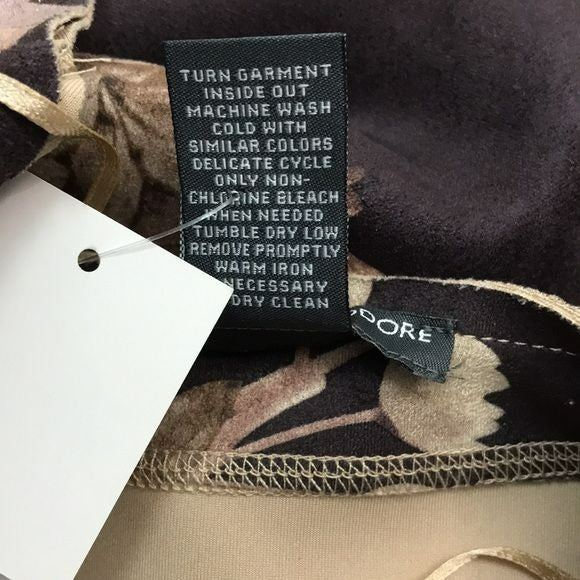 TURN GARMENT
INSIDE OUT
MACHINE WASH
COLD WITH
SIMILAR COLORS
DELICATE CYCLE
ONLY NON-
CHLORINE BLEACH
WHEN NEEDED
TUMBLE DRY LOW
REMOVE PROMPTLY
WARM IRON
NECESSARY
DRY CLEAN
DORE